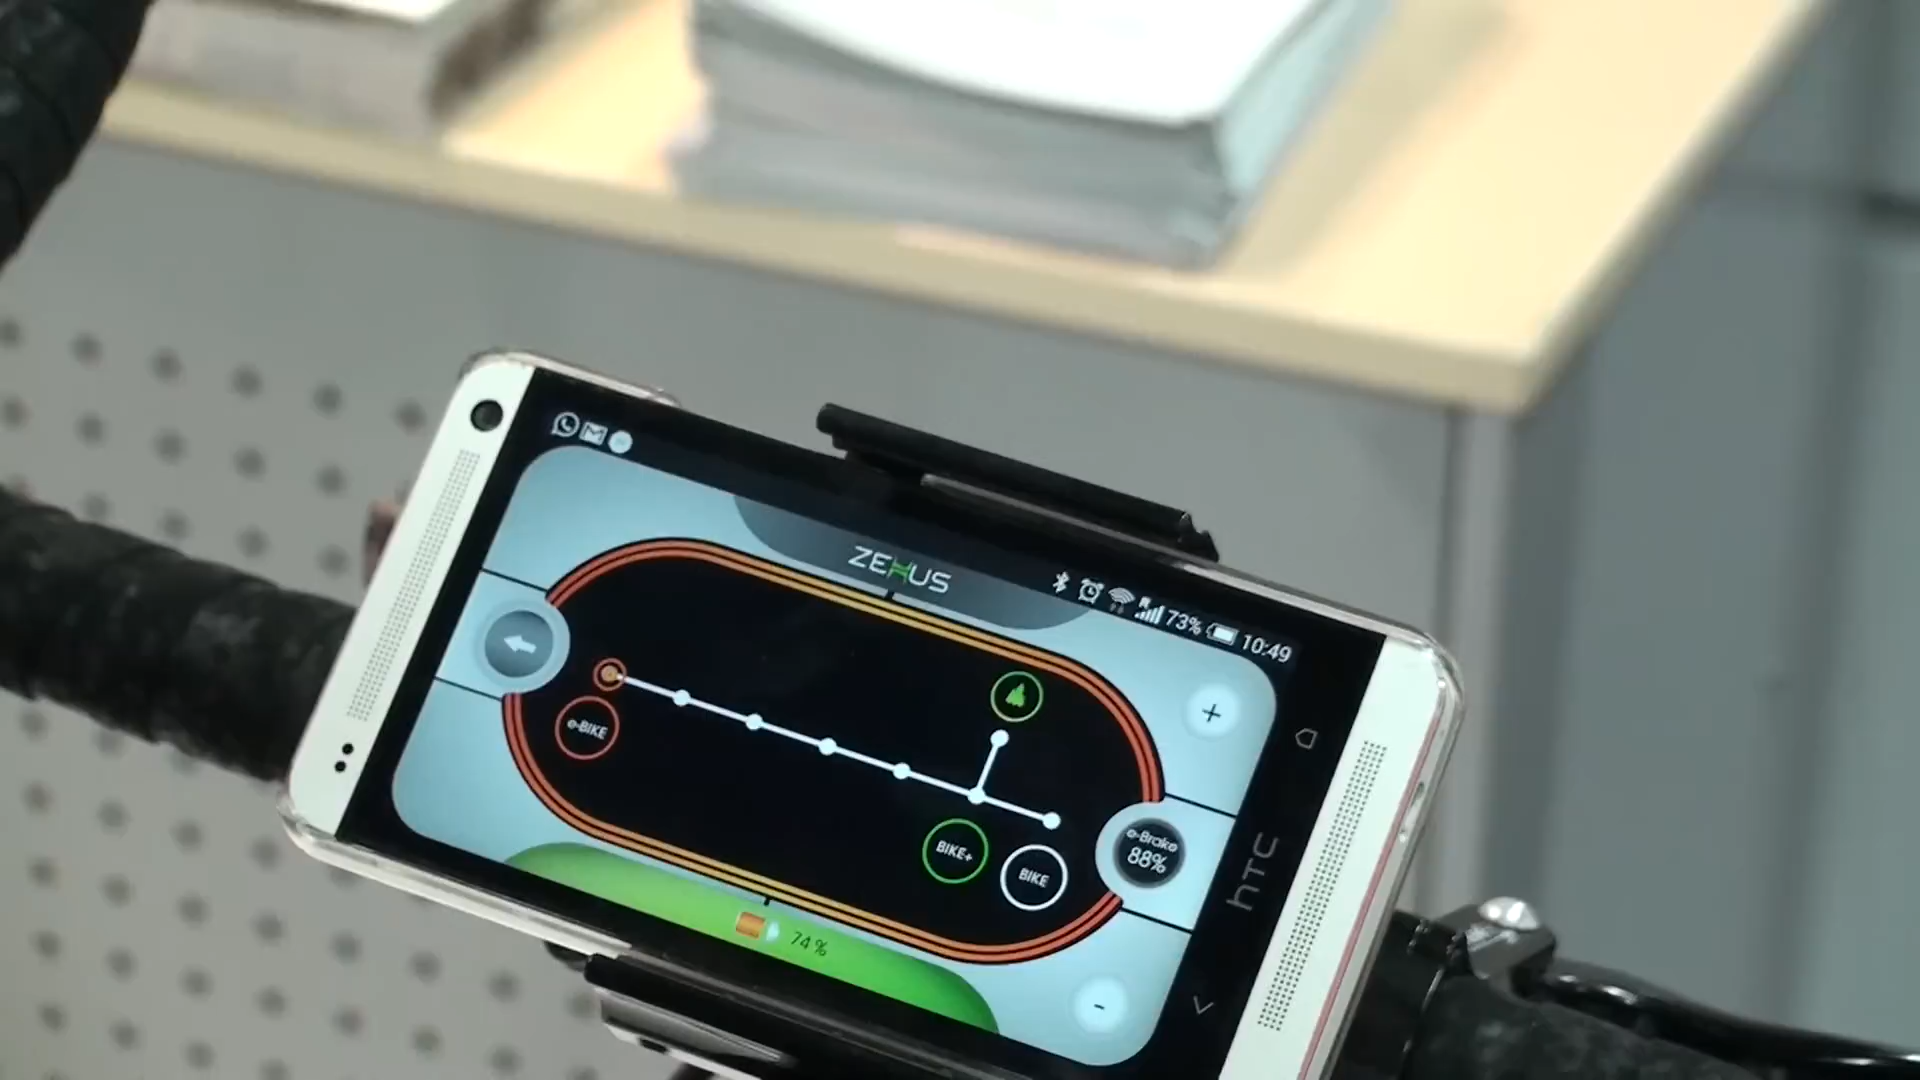 ZEHUS
73% 10:49
e-BIKE
BIKE+
BIKE
e-Brake
88%
+
-
74%
hTC